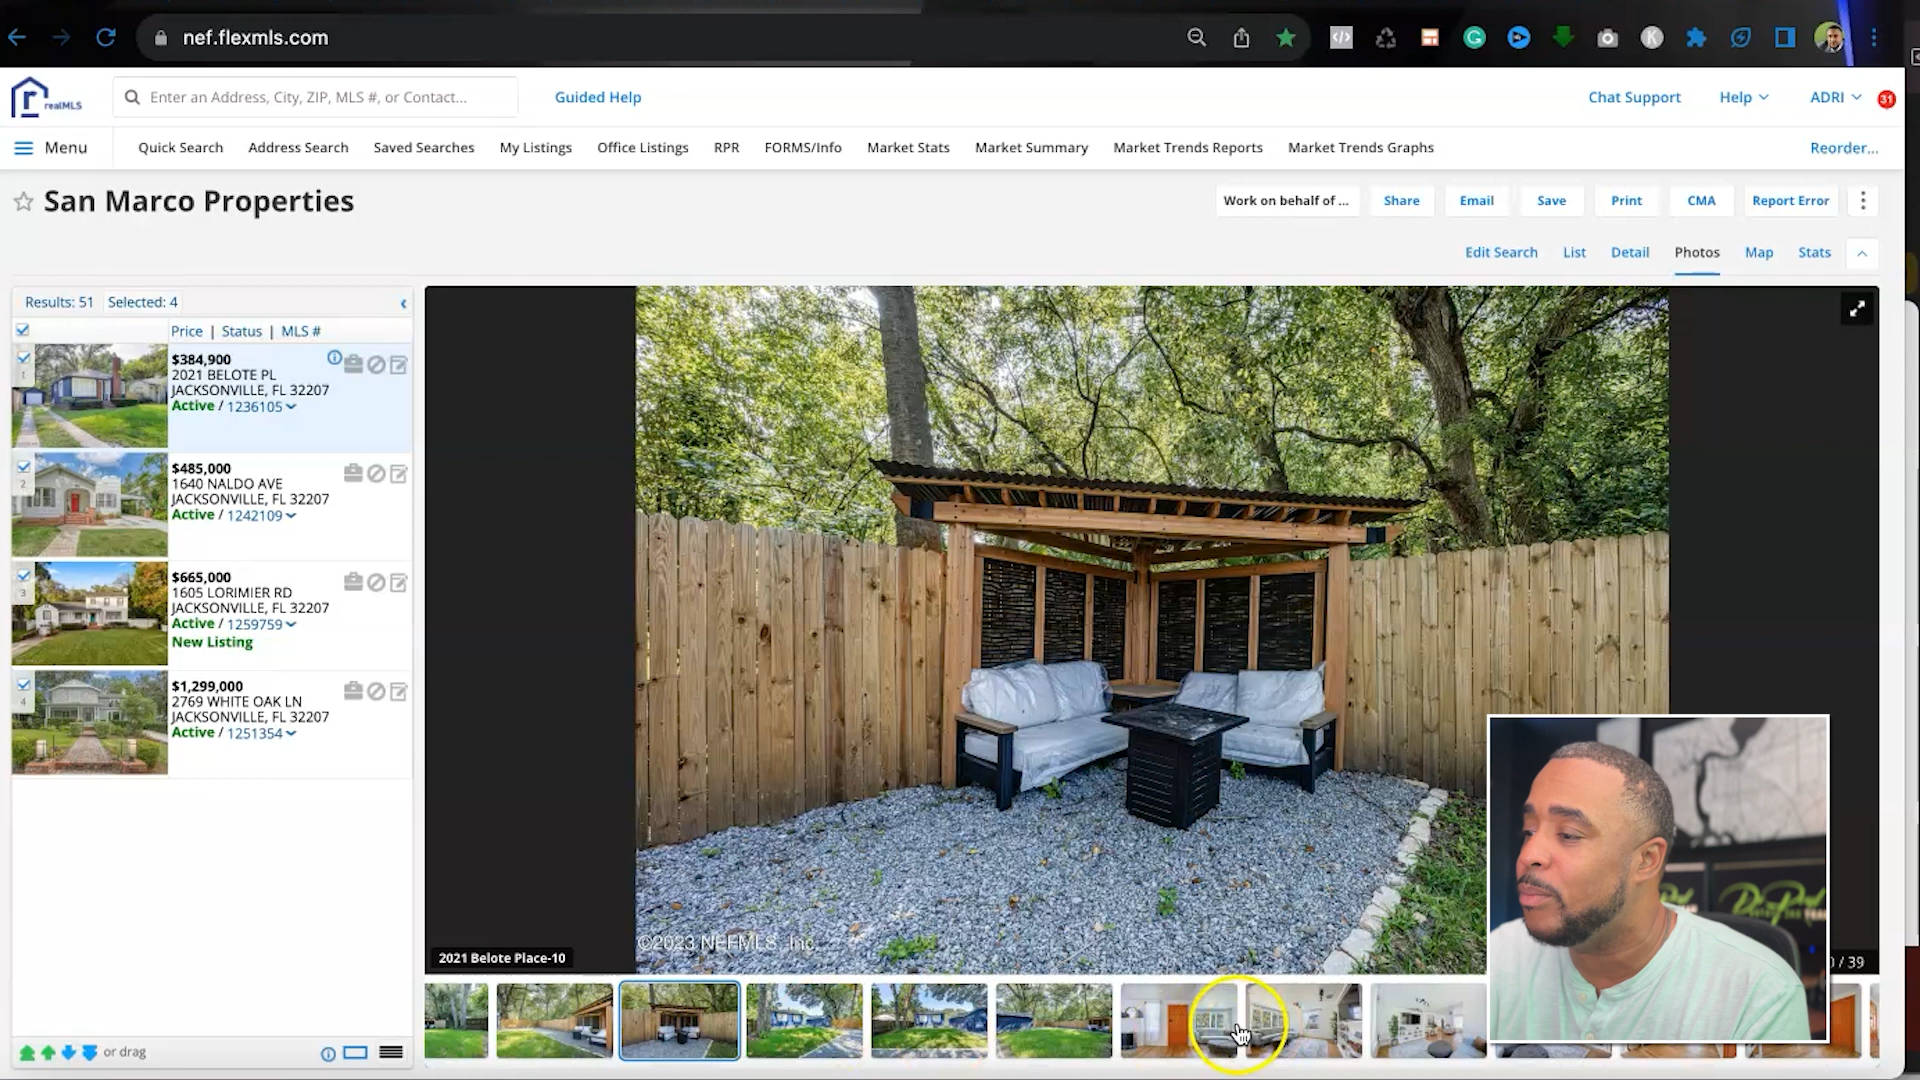 nef.flexmls.com
realMLS
Enter an Address, City, ZIP, MLS #, or Contact...
Guided Help
Chat Support
Help
ADRI
31
Menu
Quick Search
Address Search
Saved Searches
My Listings
Office Listings
RPR
FORMS/Info
Market Stats
Market Summary
Market Trends Reports
Market Trends Graphs
Reorder...
San Marco Properties
Work on behalf of ...
Share
Email
Save
Print
CMA
Report Error
Edit Search
List
Detail
Photos
Map
Stats
Results: 51
Selected: 4
Price | Status | MLS #
1
$384,900
2021 BELOTE PL
JACKSONVILLE, FL 32207
Active / 1236105
2
$485,000
1640 NALDO AVE
JACKSONVILLE, FL 32207
Active / 1242109
3
$665,000
1605 LORIMIER RD
JACKSONVILLE, FL 32207
Active / 1259759
New Listing
4
$1,299,000
2769 WHITE OAK LN
JACKSONVILLE, FL 32207
Active / 1251354
or drag
©2023 NEFMLS, Inc.
2021 Belote Place-10
/ 39